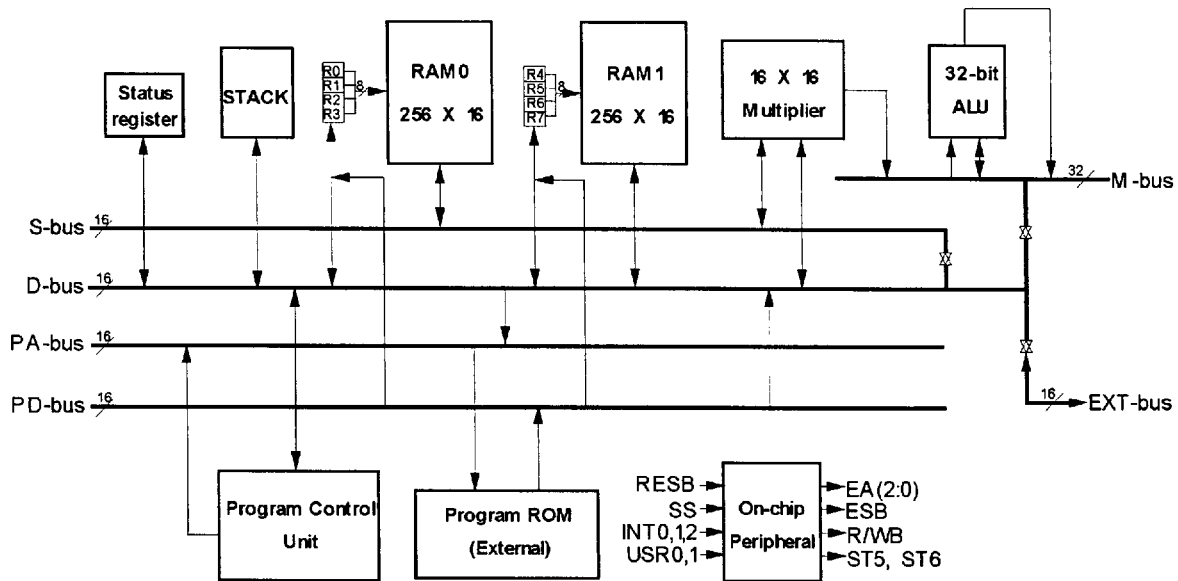 Status
register
STACK
R0
R1
R2
R3
8
RAM0
256 X 16
R4
R5
R6
R7
8
RAM1
256 X 16
16 X 16
Multiplier
32-bit
ALU
32
M-bus
S-bus
16
D-bus
16
PA-bus
16
PD-bus
16
16
EXT-bus
Program Control
Unit
Program ROM
(External)
RESB
SS
INT0,1,2
USR0,1
On-chip
Peripheral
EA(2:0)
ESB
R/WB
ST5, ST6